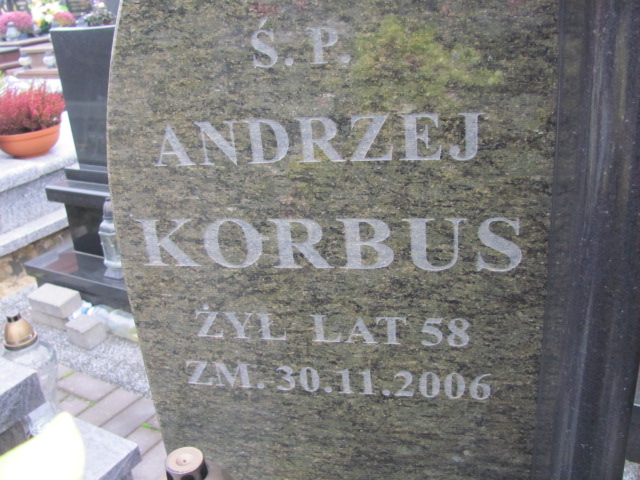 Ś. P.
ANDRZEJ
KORBUS
ŻYŁ LAT 58
ZM. 30.11.2006